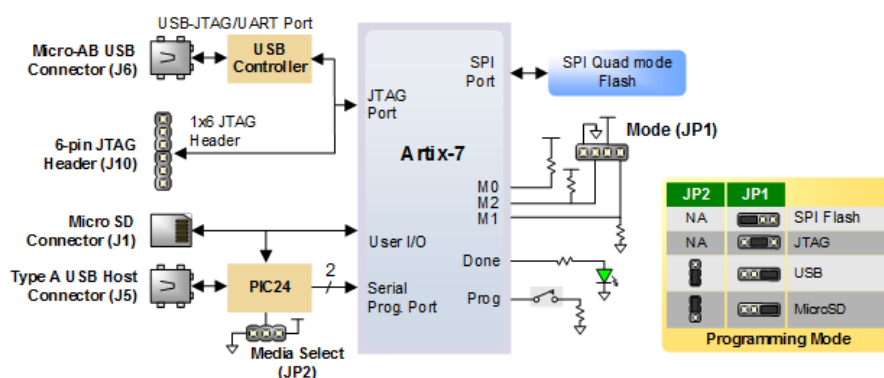 USB-JTAG/UART Port
Micro-AB USB
Connector (J6)
USB
Controller
6-pin JTAG
Header (J10)
1x6 JTAG
Header
Micro SD
Connector (J1)
Type A USB Host
Connector (J5)
PIC24
2
Media Select
(JP2)
JTAG
Port
SPI
Port
Artix-7
M0
M2
M1
User I/O
Done
Serial
Prog. Port
Prog
SPI Quad mode
Flash
Mode (JP1)
JP2 JP1
NA SPI Flash
NA JTAG
USB
MicroSD
Programming Mode